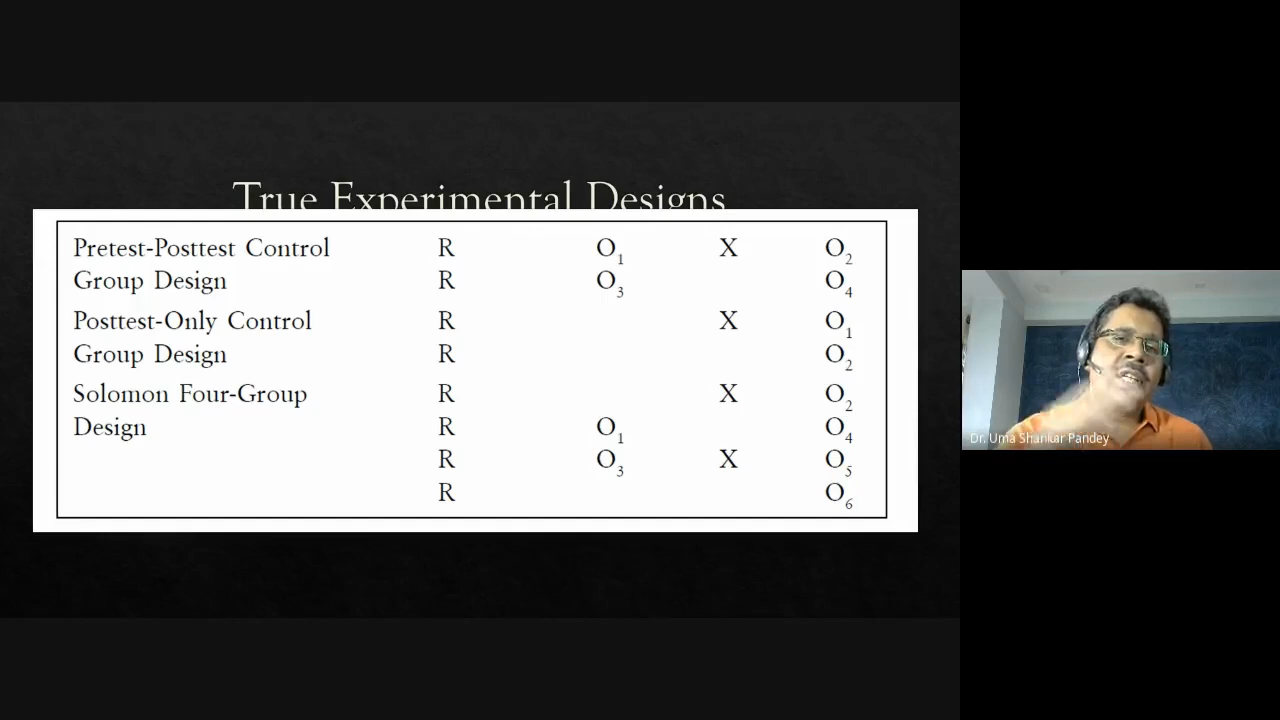 True Experimental Designs
Pretest-Posttest Control R O1 X O2
Group Design R O3 O4
Posttest-Only Control R X O1
Group Design R O2
Solomon Four-Group R X O2
Design R O1 O4
R O3 X O5
R O6
Dr. Uma Shankar Pandey